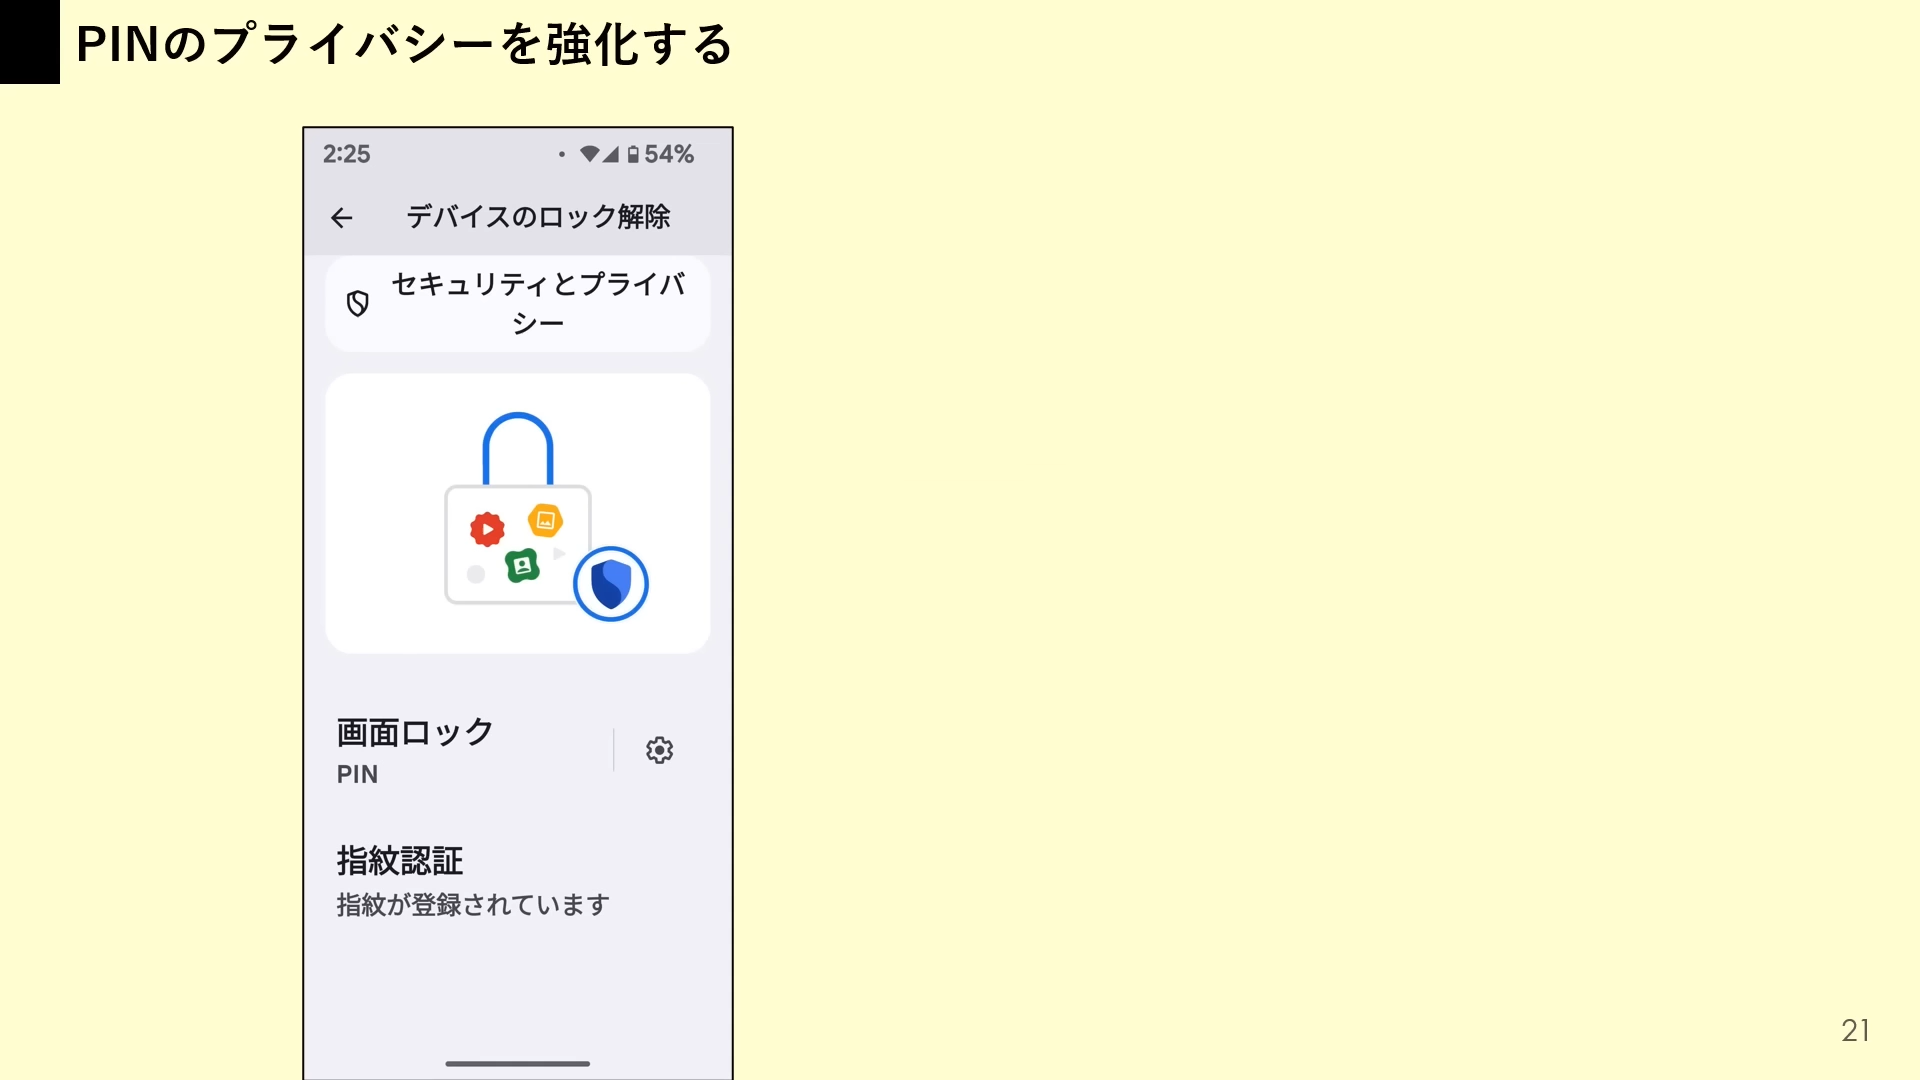 PINのプライバシーを強化する
2:25
54%
デバイスのロック解除
セキュリティとプライバ
シー
画面ロック
PIN
指紋認証
指紋が登録されています
21